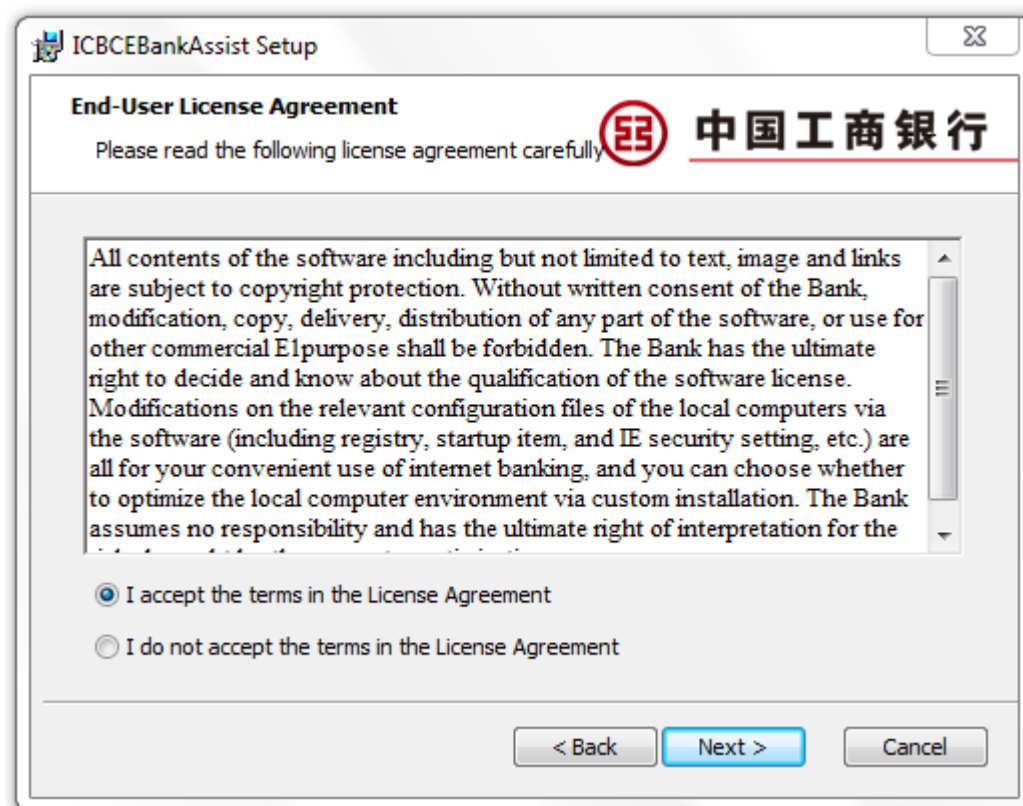 ICBCEBankAssist Setup
End-User License Agreement
Please read the following license agreement carefully
中国工商银行
All contents of the software including but not limited to text, image and links
are subject to copyright protection. Without written consent of the Bank,
modification, copy, delivery, distribution of any part of the software, or use for
other commercial E1purpose shall be forbidden. The Bank has the ultimate
right to decide and know about the qualification of the software license.
Modifications on the relevant configuration files of the local computers via
the software (including registry, startup item, and IE security setting, etc.) are
all for your convenient use of internet banking, and you can choose whether
to optimize the local computer environment via custom installation. The Bank
assumes no responsibility and has the ultimate right of interpretation for the
I accept the terms in the License Agreement
I do not accept the terms in the License Agreement
< Back
Next >
Cancel